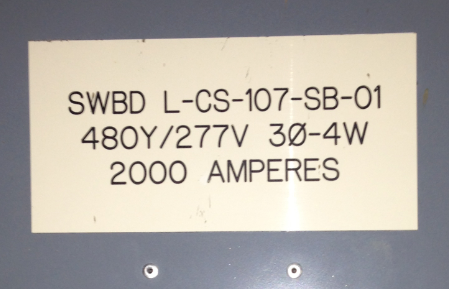 SWBD L-CS-107-SB-01
480Y/277V 3Ø-4W
2000 AMPERES